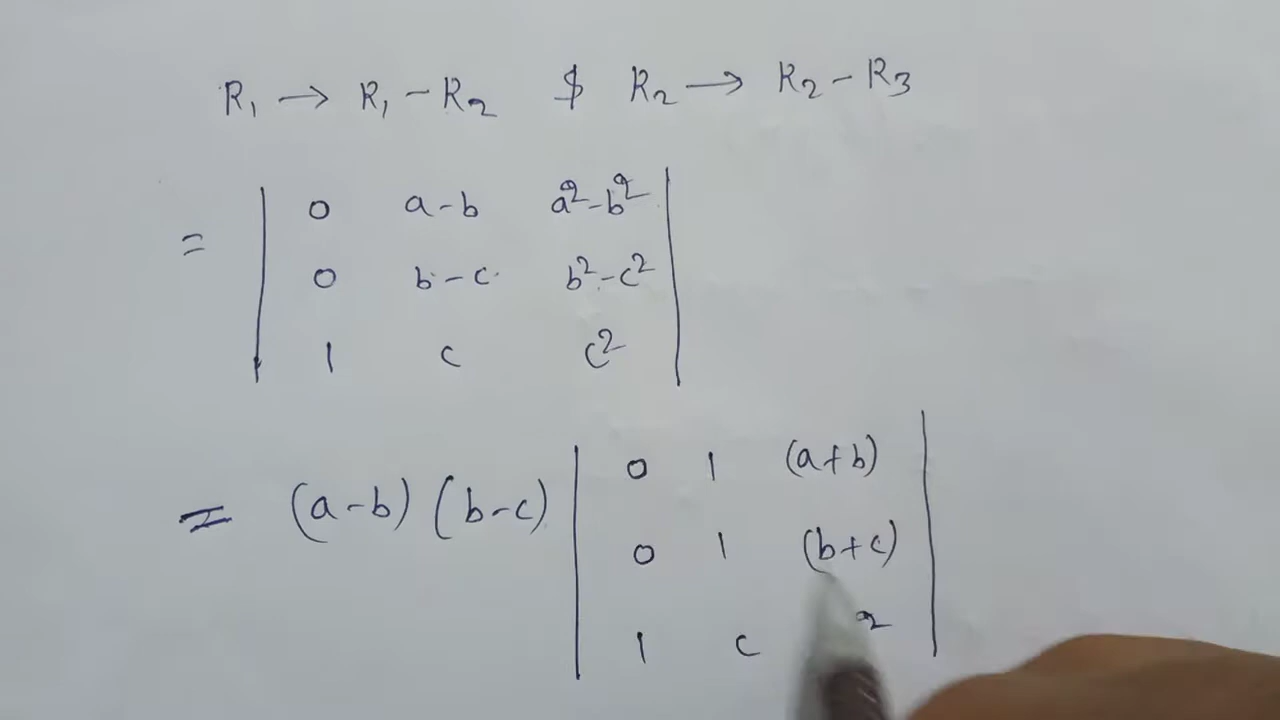 R₁ → R₁ - R₂ $ R₂ → R₂ - R₃
= | 0 a-b a²-b² |
| 0 b-c b²-c² |
| 1 c c² |
= (a-b) (b-c) | 0 1 (a+b) |
| 0 1 (b+c) |
| 1 c ² |